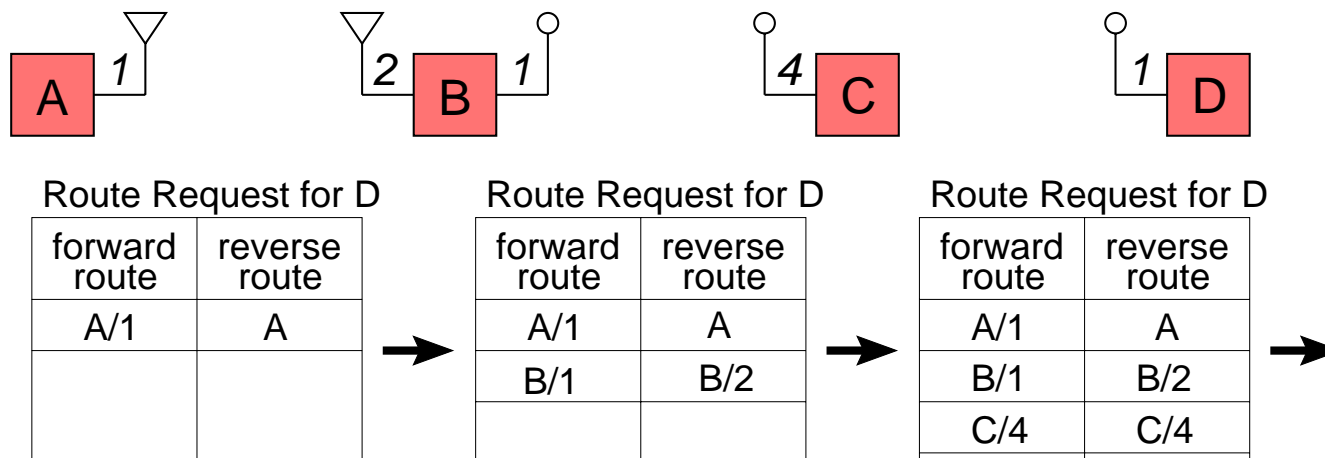 A 1 2 B 1 4 C 1 D
Route Request for D Route Request for D Route Request for D
forward reverse forward reverse forward reverse
route route route route route route
A/1 A A/1 A A/1 A
B/1 B/2 B/1 B/2
C/4 C/4